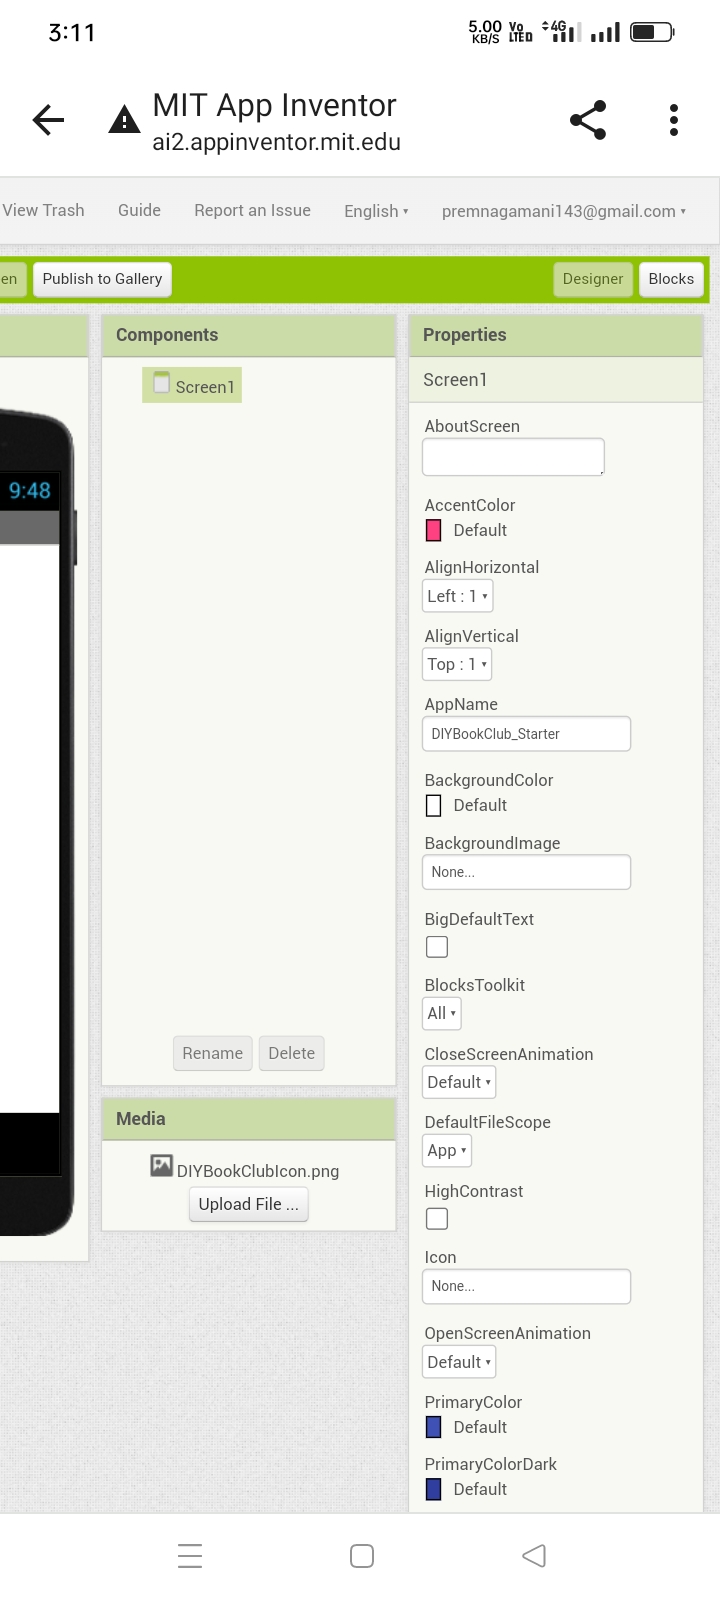 3:11
5.00 KB/S
Vo LTE D
4G
MIT App Inventor
ai2.appinventor.mit.edu
View Trash Guide Report an Issue English premnagamani143@gmail.com
en Publish to Gallery Designer Blocks
Components
Screen1
Rename Delete
Media
DIYBookClubIcon.png
Upload File ...
9:48
Properties
Screen1
AboutScreen
AccentColor
Default
AlignHorizontal
Left : 1
AlignVertical
Top : 1
AppName
DIYBookClub_Starter
BackgroundColor
Default
BackgroundImage
None...
BigDefaultText
BlocksToolkit
All
CloseScreenAnimation
Default
DefaultFileScope
App
HighContrast
Icon
None...
OpenScreenAnimation
Default
PrimaryColor
Default
PrimaryColorDark
Default